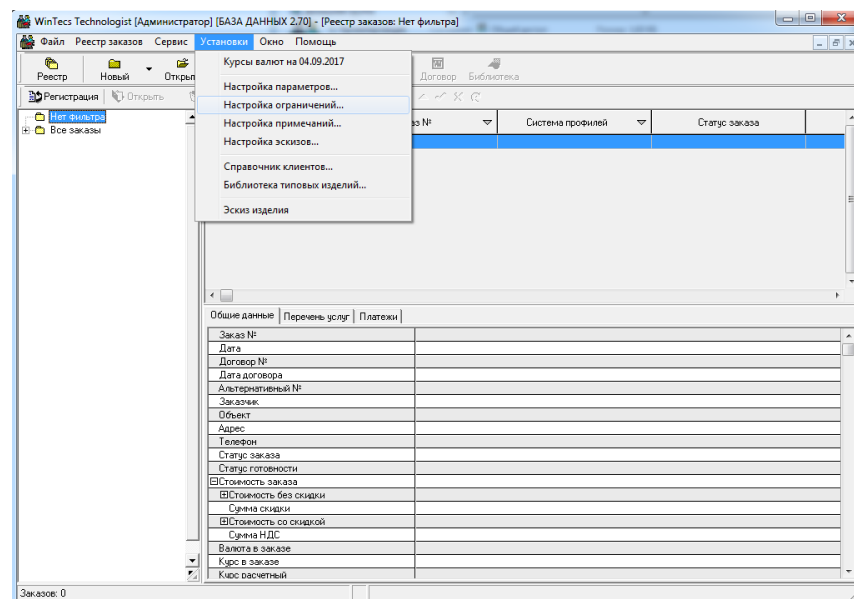 WinTecs Technologist [Администратор] [БАЗА ДАННЫХ 2.70] - [Реестр заказов: Нет фильтра]
Файл Реестр заказов Сервис Установки Окно Помощь
Реестр Новый Откры Договор Библиотека
Регистрация Открыть
Курсы валют на 04.09.2017
Настройка параметров...
Настройка ограничений...
Настройка примечаний...
Настройка эскизов...
Справочник клиентов...
Библиотека типовых изделий...
Эскиз изделия
Нет фильтра
Все заказы
аз № Система профилей Статус заказа
Общие данные Перечень услуг Платежи
Заказ №
Дата
Договор №
Дата договора
Альтернативный №
Заказчик
Объект
Адрес
Телефон
Статус заказа
Статус готовности
Стоимость заказа
Стоимость без скидки
Сумма скидки
Стоимость со скидкой
Сумма НДС
Валюта в заказе
Курс в заказе
Курс расчетный
Заказов: 0